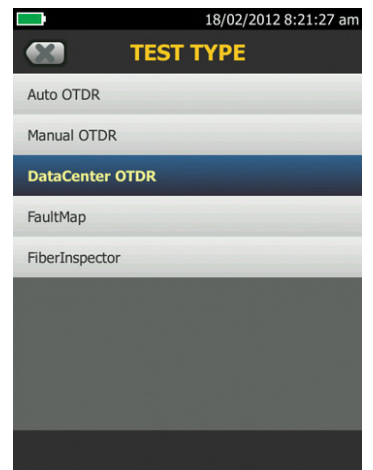 18/02/2012 8:21:27 am
TEST TYPE
Auto OTDR
Manual OTDR
DataCenter OTDR
FaultMap
FiberInspector